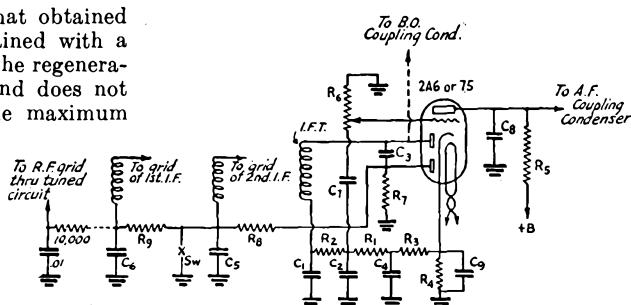 hat obtained
ained with a
he regenera-
nd does not
e maximum
To B.O.
Coupling Cond.
R6
2A6 or 75
To A.F.
Coupling
Condenser
I.F.T.
To R.F. grid
thru tuned
circuit
To grid
of 1st. I.F.
To grid
of 2nd. I.F.
C3
C8
R5
C7
R7
+B
10,000
R9
R8
Sw
R2
R1
R3
.01
C6
C5
C1
C2
C4
R4
C9